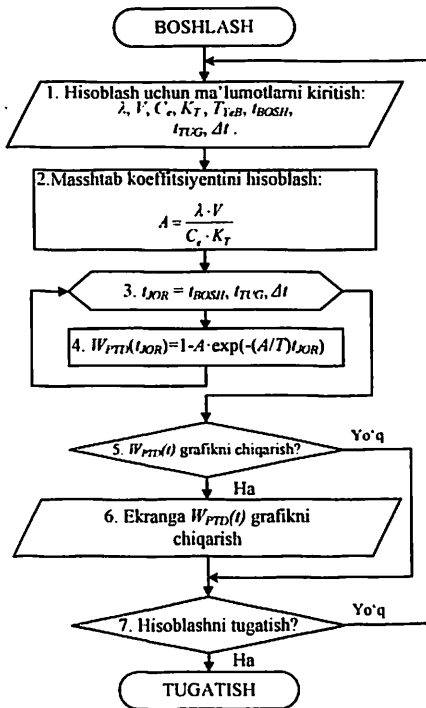 BOSHLASH
1. Hisoblash uchun ma'lumotlarni kiritish:
λ, V, Cₑ, K_T, T_YeB, t_BOSH,
t_TUG, Δt .
2.Masshtab koeffitsiyentini hisoblash:
A = λ · V / Cₑ · K_T
3. t_JOR = t_BOSH, t_TUG, Δt
4. W_PTD(t_JOR)=1-A·exp(-(A/T)t_JOR)
5. W_PTD(t) grafikni chiqarish?
Yo‘q
Ha
6. Ekranga W_PTD(t) grafikni
chiqarish
7. Hisoblashni tugatish?
Yo‘q
Ha
TUGATISH